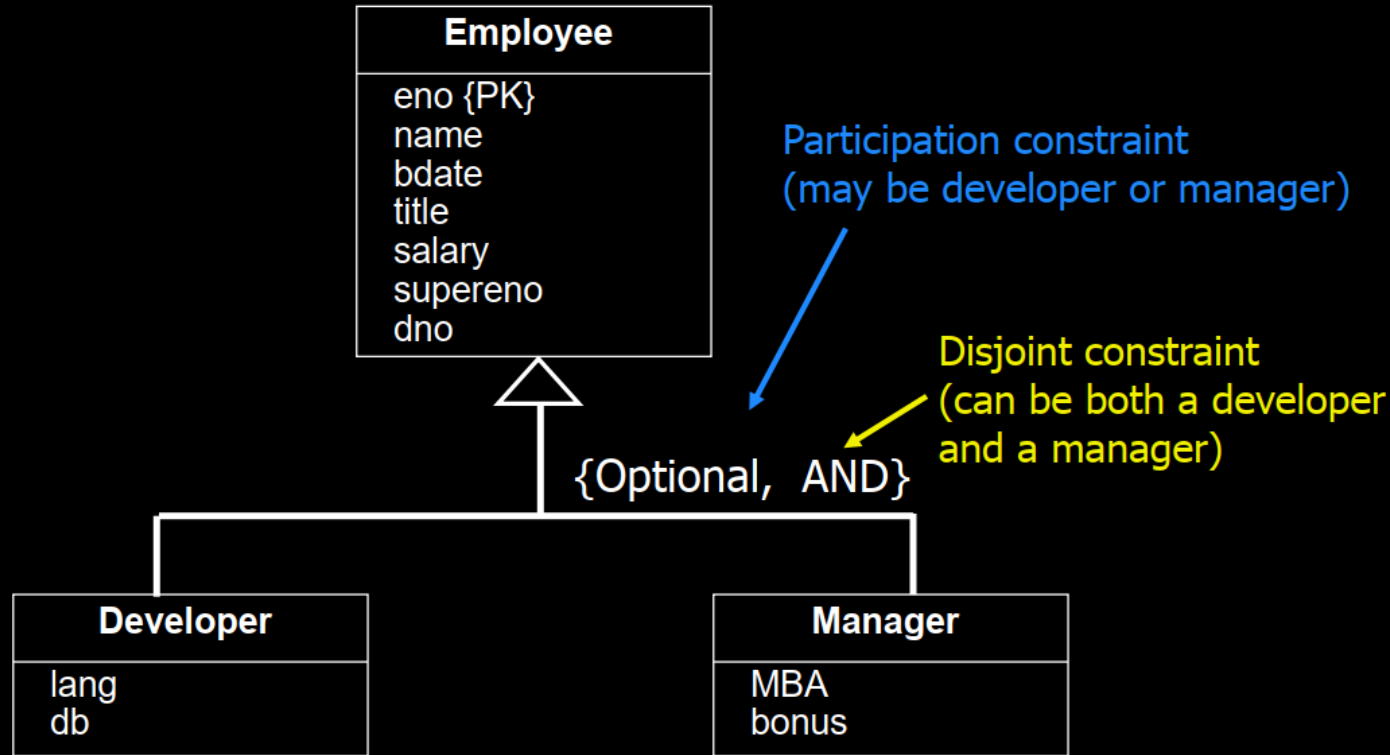 Employee
eno {PK}
name
bdate
title
salary
supereno
dno
Participation constraint
(may be developer or manager)
Disjoint constraint
(can be both a developer
and a manager)
{Optional, AND}
Developer
lang
db
Manager
MBA
bonus